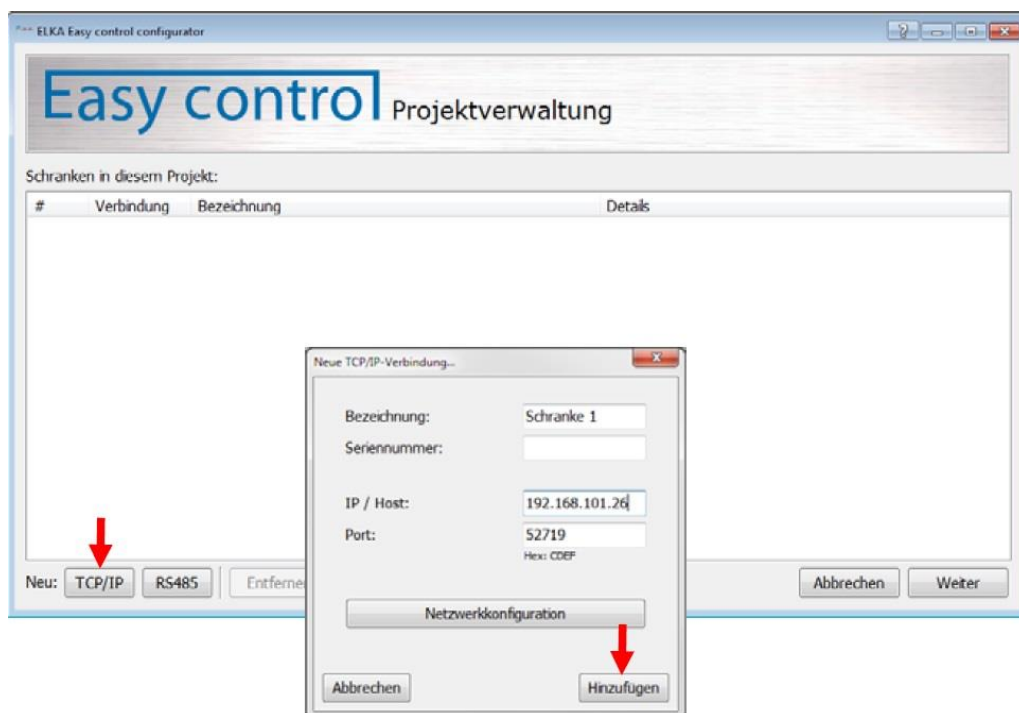 ELKA Easy control configurator
Easy control Projektverwaltung
Schranken in diesem Projekt:
# Verbindung Bezeichnung Details
Neue TCP/IP-Verbindung...
Bezeichnung: Schranke 1
Seriennummer:
IP / Host: 192.168.101.26
Port: 52719
Hex: CDEF
Netzwerkkonfiguration
Abbrechen Hinzufügen
Neu: TCP/IP RS485 Entferne Abbrechen Weiter